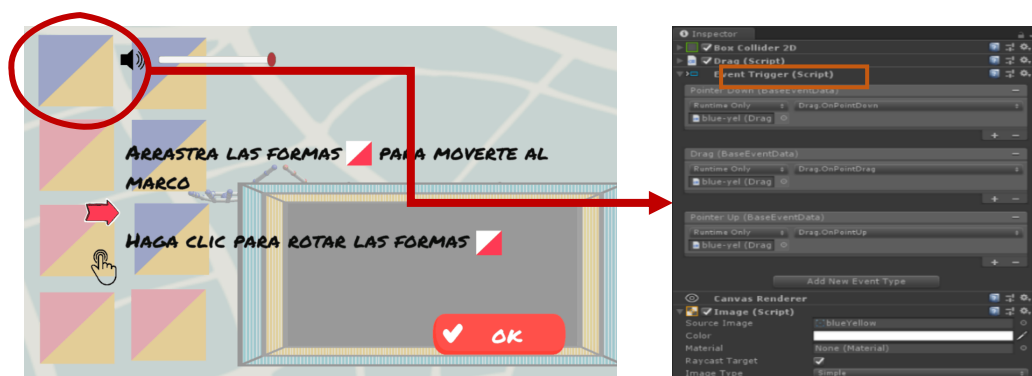 ARRASTRA LAS FORMAS PARA MOVERTE AL
MARCO
HAGA CLIC PARA ROTAR LAS FORMAS
OK
Inspector
Box Collider 2D
Drag (Script)
Event Trigger (Script)
Pointer Down (BaseEventData)
Runtime Only Drag.OnPointDown
blue-yel (Drag
Drag (BaseEventData)
Runtime Only Drag.OnPointDrag
blue-yel (Drag
Pointer Up (BaseEventData)
Runtime Only Drag.OnPointUp
blue-yel (Drag
Add New Event Type
Canvas Renderer
Image (Script)
Source Image blueYellow
Color
Material None (Material)
Raycast Target
Image Type Simple